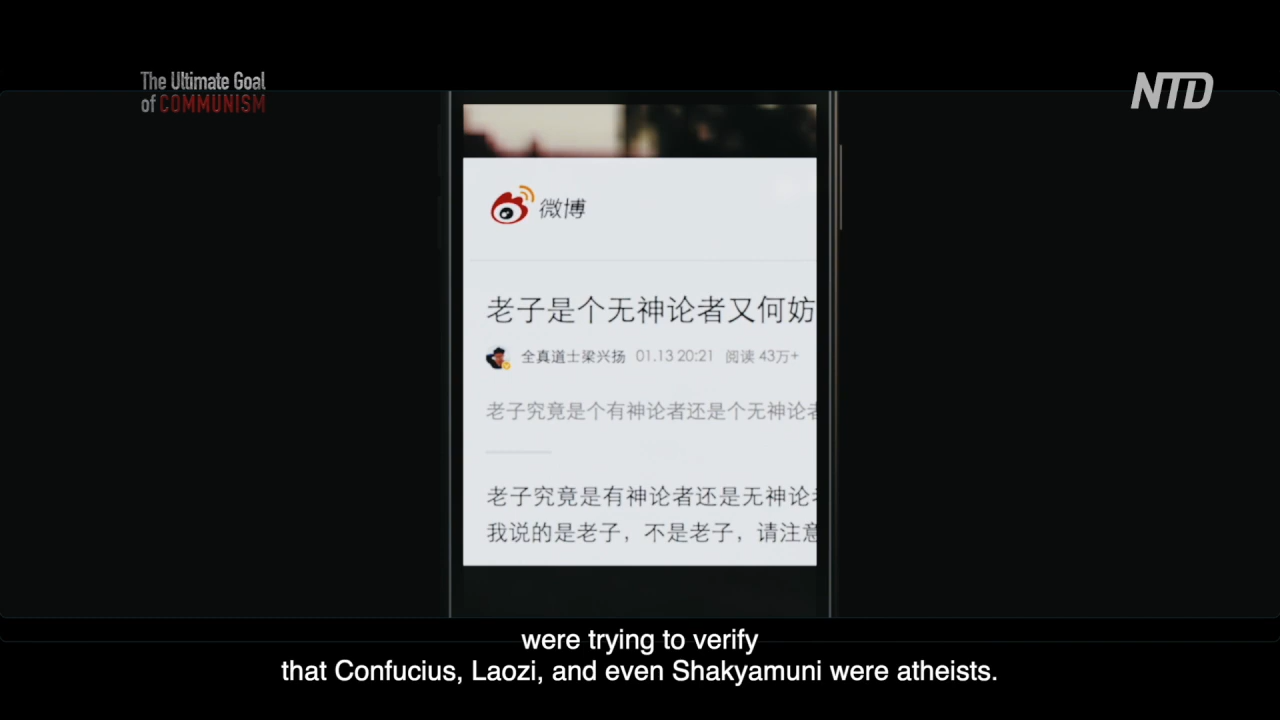 The Ultimate Goal
of COMMUNISM
NTD
微博
老子是个无神论者又何妨
全真道士梁兴扬 01.13 20:21 阅读 43万+
老子究竟是个有神论者还是个无神论
老子究竟是有神论者还是无神论
我说的是老子，不是老子，请注意
were trying to verify
that Confucius, Laozi, and even Shakyamuni were atheists.